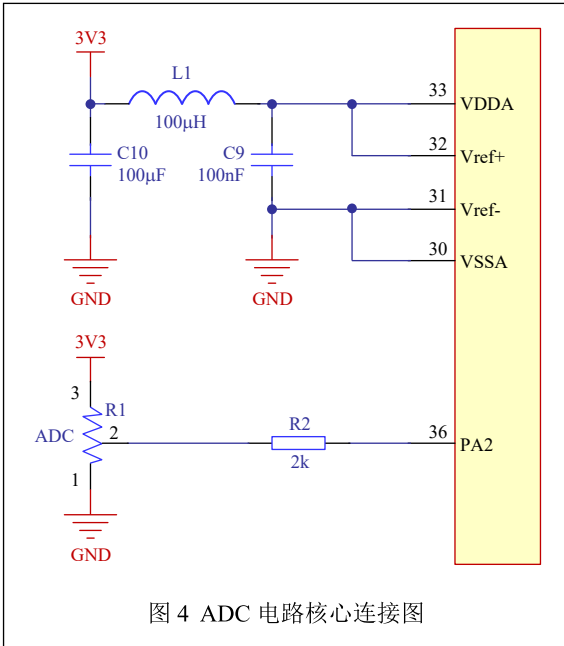 3V3
L1
100μH
C10
100μF
C9
100nF
33
VDDA
32
Vref+
31
Vref-
30
VSSA
GND
GND
3V3
3
R1
ADC
2
1
R2
2k
36
PA2
GND
图 4 ADC 电路核心连接图